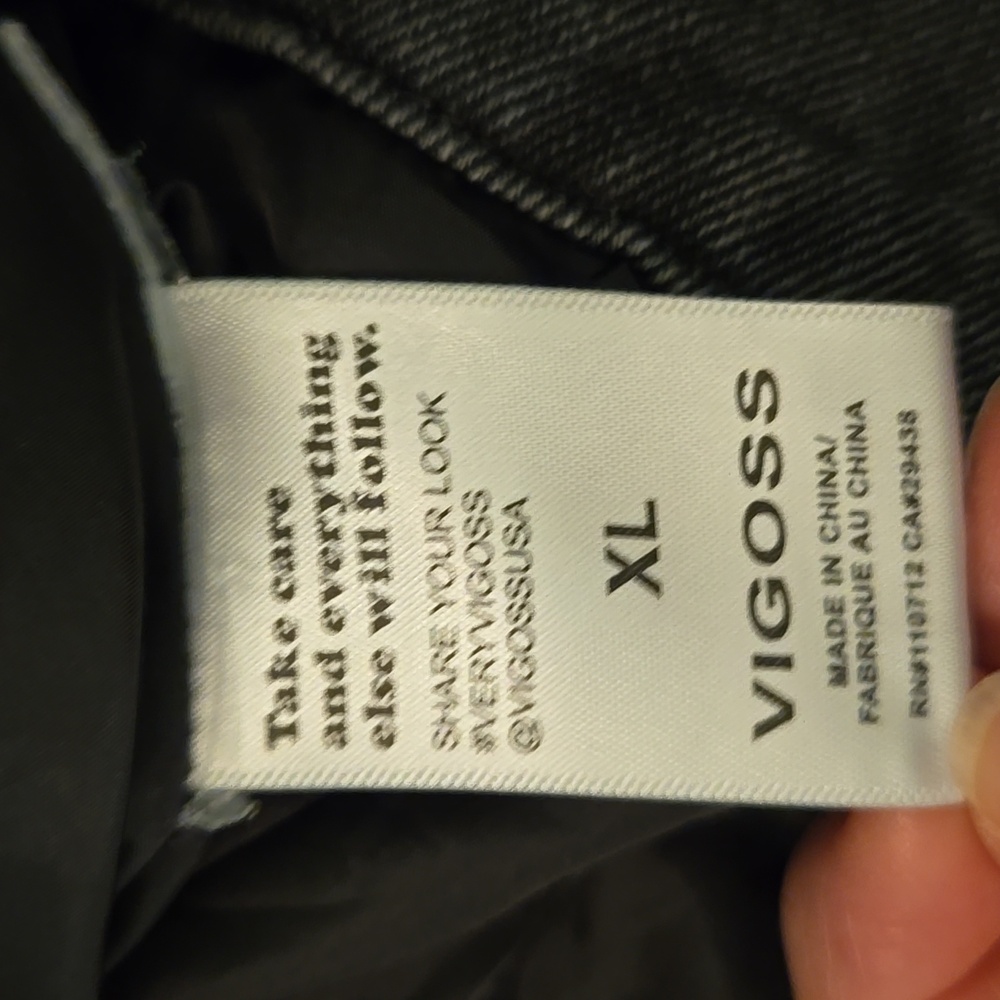 Take care
and everything
else will follow.
SHARE YOUR LOOK
#VERYVIGOSS
@VIGOSSUSA
XL
VIGOSS
MADE IN CHINA/
FABRIQUE AU CHINA
RN#110712 CA#29438